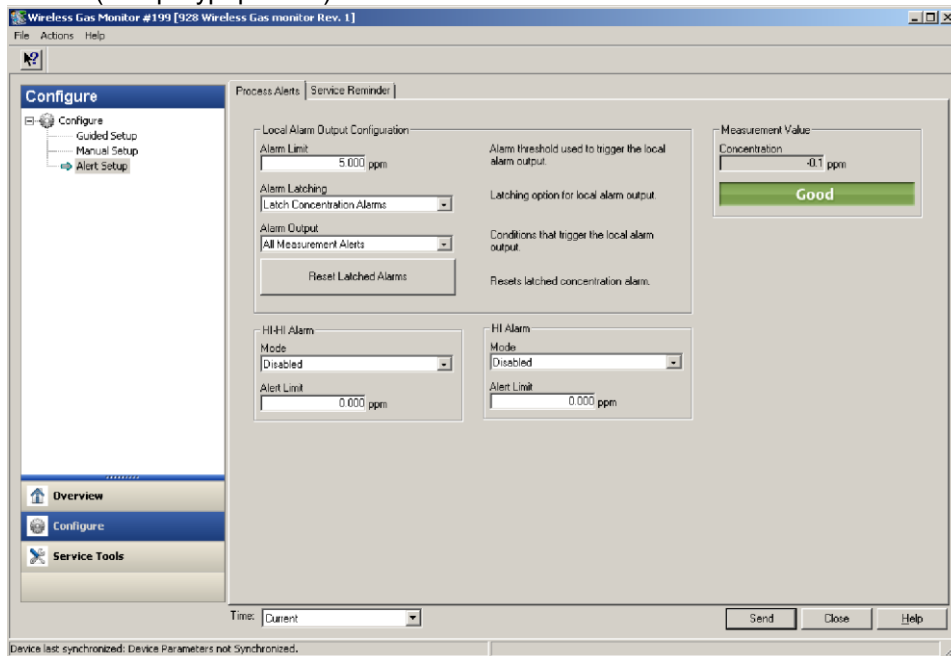 Wireless Gas Monitor #199 [928 Wireless Gas monitor Rev. 1]
File Actions Help
Configure
Configure
Guided Setup
Manual Setup
Alert Setup
Overview
Configure
Service Tools
Process Alerts
Service Reminder
Local Alarm Output Configuration
Alarm Limit
5.000 ppm
Alarm threshold used to trigger the local
alarm output.
Alarm Latching
Latch Concentration Alarms
Latching option for local alarm output.
Alarm Output
All Measurement Alerts
Conditions that trigger the local alarm
output.
Reset Latched Alarms
Resets latched concentration alarm.
HI-HI Alarm
Mode
Disabled
Alert Limit
0.000 ppm
HI Alarm
Mode
Disabled
Alert Limit
0.000 ppm
Measurement Value
Concentration
-0.1 ppm
Good
Time: Current
Send
Close
Help
Device last synchronized: Device Parameters not Synchronized.